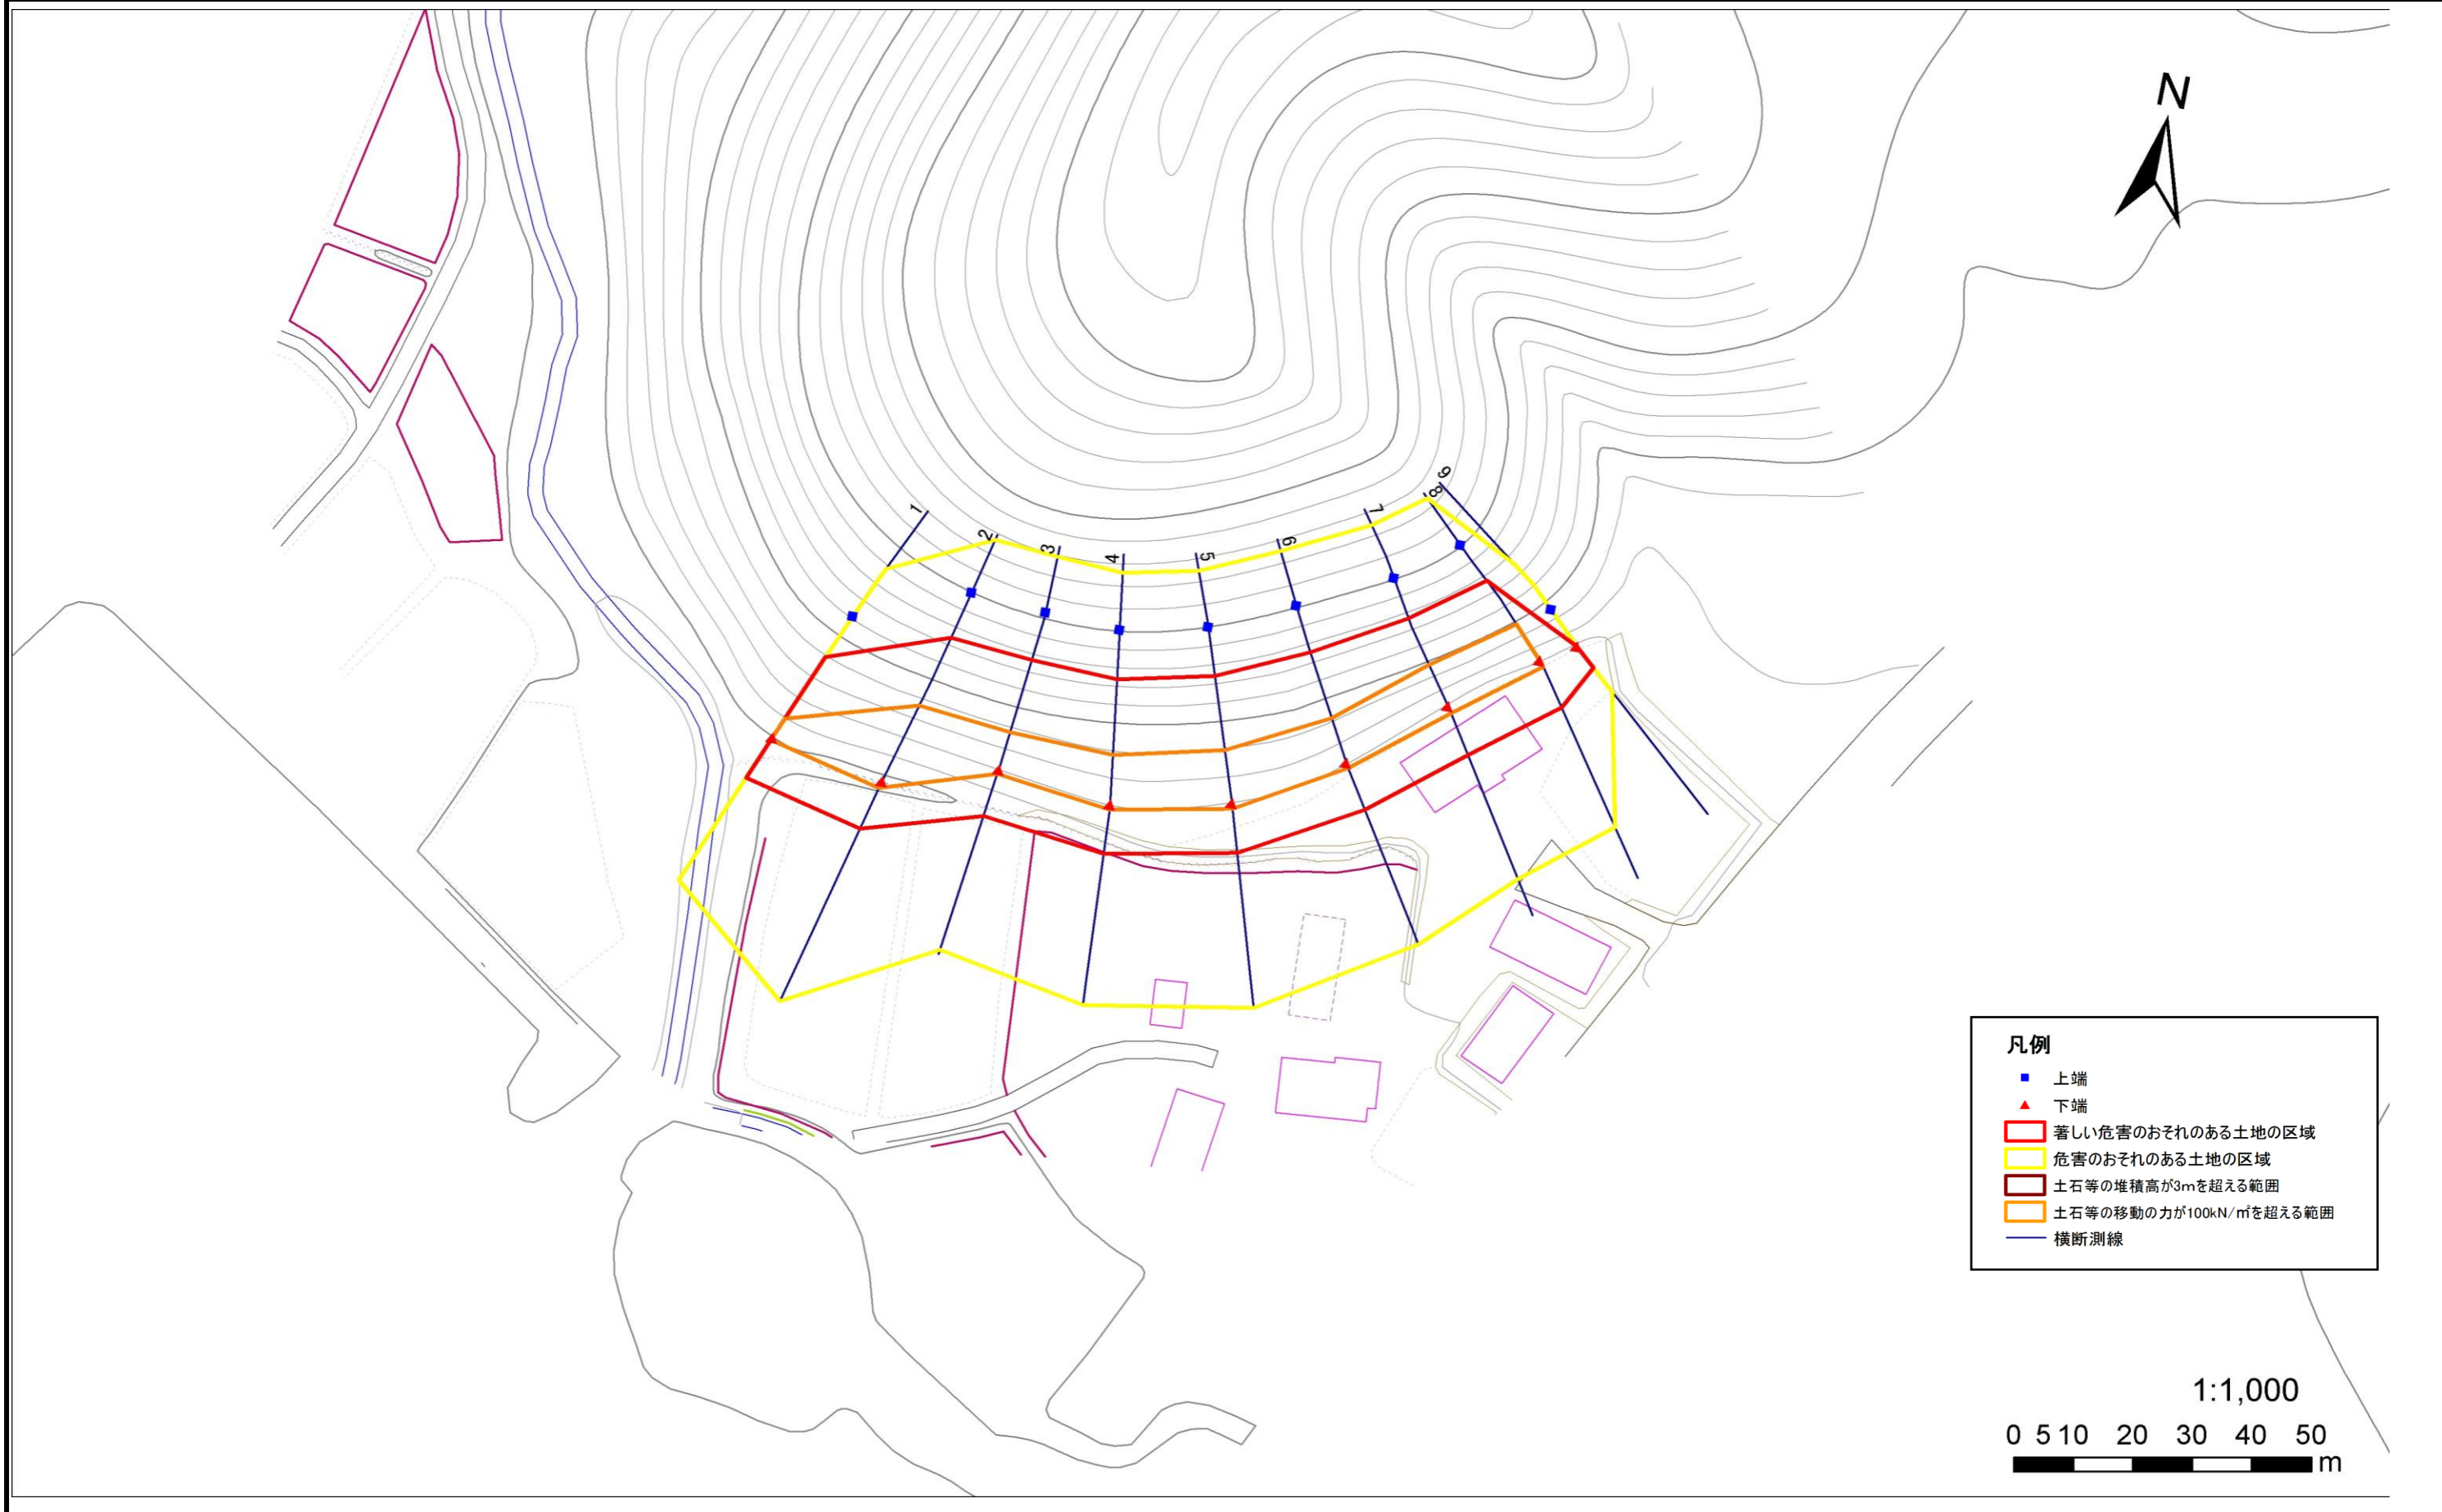 N
1
2
3
4
5
6
7
8
9
凡例
上端
下端
著しい危害のおそれのある土地の区域
危害のおそれのある土地の区域
土石等の堆積高が3mを超える範囲
土石等の移動の力が100kN/㎡を超える範囲
横断測線
1:1,000
0 5 10 20 30 40 50
m